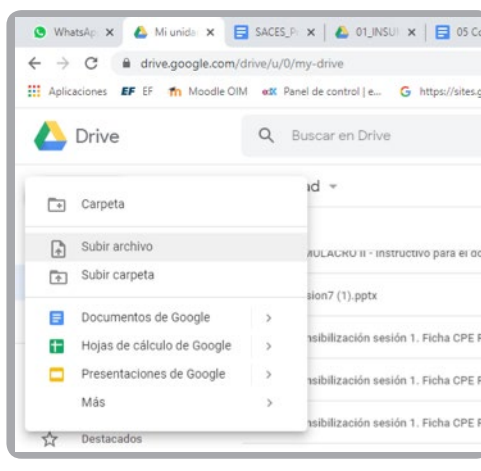 WhatsAp
Mi unida
SACES_P
01_INSU
05 Co
drive.google.com/drive/u/0/my-drive
Aplicaciones EF EF Moodle OIM Panel de control | e... https://sites.g
Drive
Buscar en Drive
ad
Carpeta
Subir archivo
MULACRO II - Instructivo para el do
Subir carpeta
sion7 (1).pptx
Documentos de Google
Hojas de cálculo de Google
nsibilización sesión 1. Ficha CPE F
Presentaciones de Google
nsibilización sesión 1. Ficha CPE F
Más
nsibilización sesión 1. Ficha CPE F
Destacados